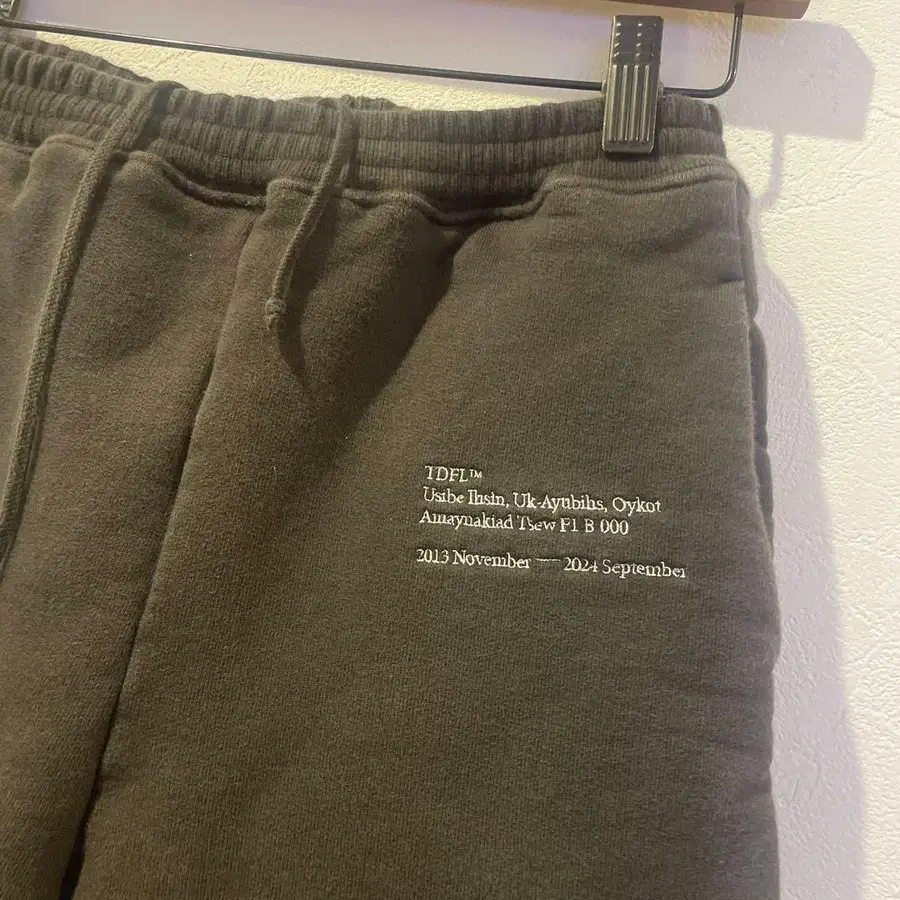 TDFL™
Usibe Ihsin, Uk-Ayubihs, Oykot
Amaynakiad Tsew F1 B 000
2013 November — 2024 September